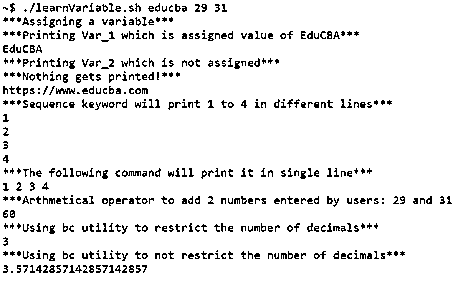 ~$ ./learnVariable.sh educba 29 31
***Assigning a variable***
***Printing Var_1 which is assigned value of EduCBA***
EduCBA
***Printing Var_2 which is not assigned***
***Nothing gets printed!***
https://www.educba.com
***Sequence keyword will print 1 to 4 in different lines***
1
2
3
4
***The following command will print it in single line***
1 2 3 4
***Arthmetical operator to add 2 numbers entered by users: 29 and 31
60
***Using bc utility to restrict the number of decimals***
3
***Using bc utility to not restrict the number of decimals***
3.57142857142857142857